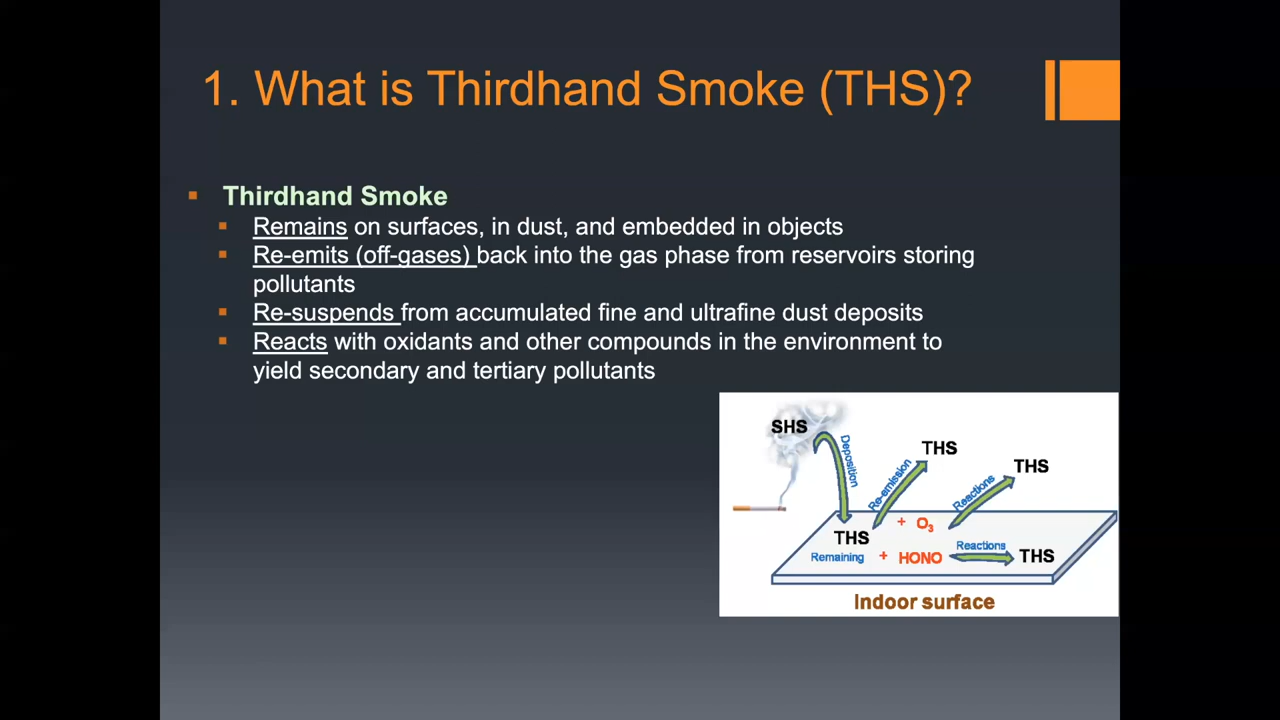 1. What is Thirdhand Smoke (THS)?
Thirdhand Smoke
Remains on surfaces, in dust, and embedded in objects
Re-emits (off-gases) back into the gas phase from reservoirs storing
pollutants
Re-suspends from accumulated fine and ultrafine dust deposits
Reacts with oxidants and other compounds in the environment to
yield secondary and tertiary pollutants
SHS
Deposition
Re-emission
THS
Reactions
THS
THS
+ O₃
Remaining
+ HONO
Reactions
THS
Indoor surface